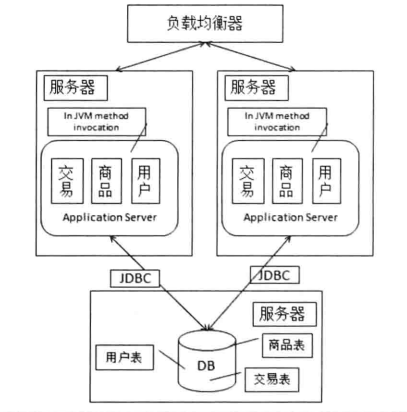 负载均衡器
服务器
服务器
In JVM method
invocation
In JVM method
invocation
交易
商品
用户
交易
商品
用户
Application Server
Application Server
JDBC
JDBC
服务器
商品表
用户表
DB
交易表